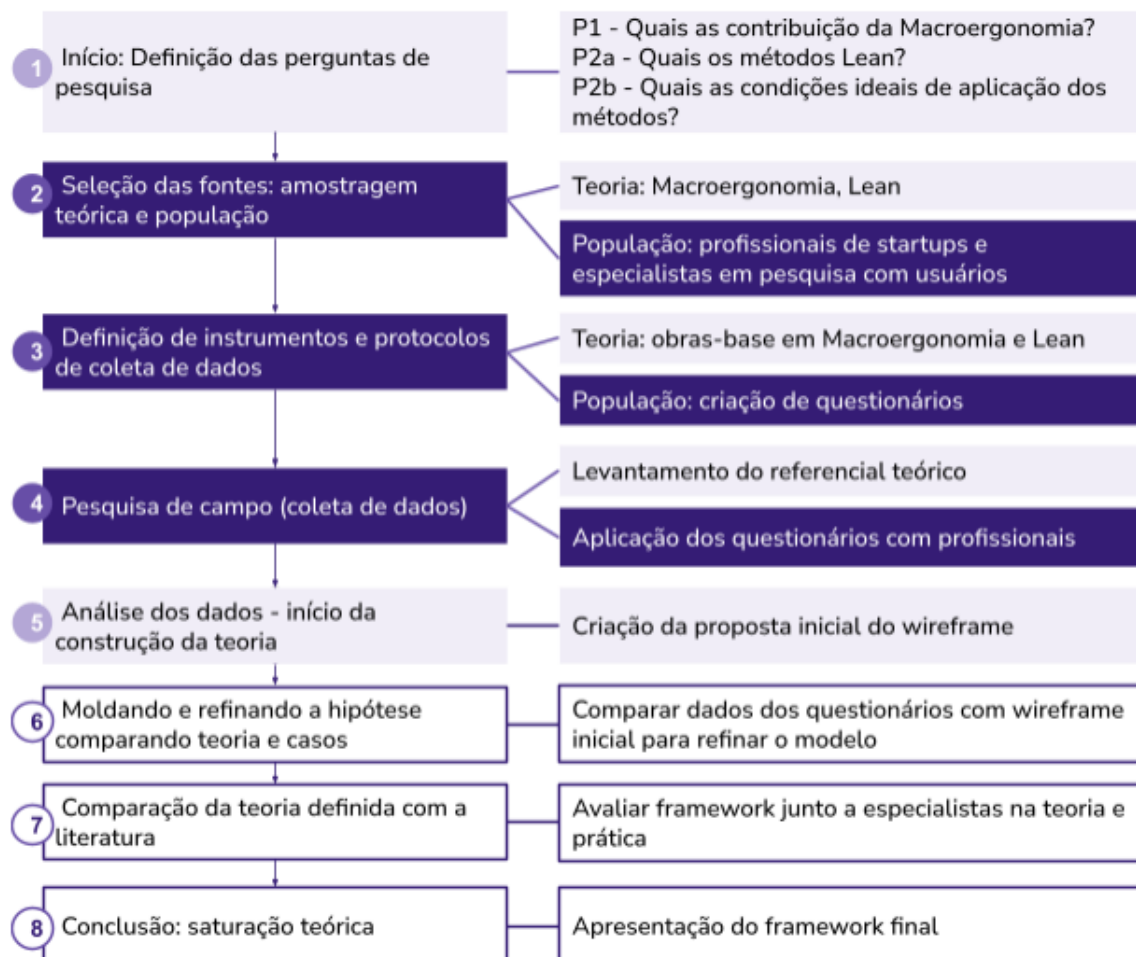 1
Início: Definição das perguntas de
pesquisa
P1 - Quais as contribuição da Macroergonomia?
P2a - Quais os métodos Lean?
P2b - Quais as condições ideais de aplicação dos
métodos?
2
Seleção das fontes: amostragem
teórica e população
Teoria: Macroergonomia, Lean
População: profissionais de startups e
especialistas em pesquisa com usuários
3
Definição de instrumentos e protocolos
de coleta de dados
Teoria: obras-base em Macroergonomia e Lean
População: criação de questionários
4
Pesquisa de campo (coleta de dados)
Levantamento do referencial teórico
Aplicação dos questionários com profissionais
5
Análise dos dados - início da
construção da teoria
Criação da proposta inicial do wireframe
6
Moldando e refinando a hipótese
comparando teoria e casos
Comparar dados dos questionários com wireframe
inicial para refinar o modelo
7
Comparação da teoria definida com a
literatura
Avaliar framework junto a especialistas na teoria e
prática
8
Conclusão: saturação teórica
Apresentação do framework final